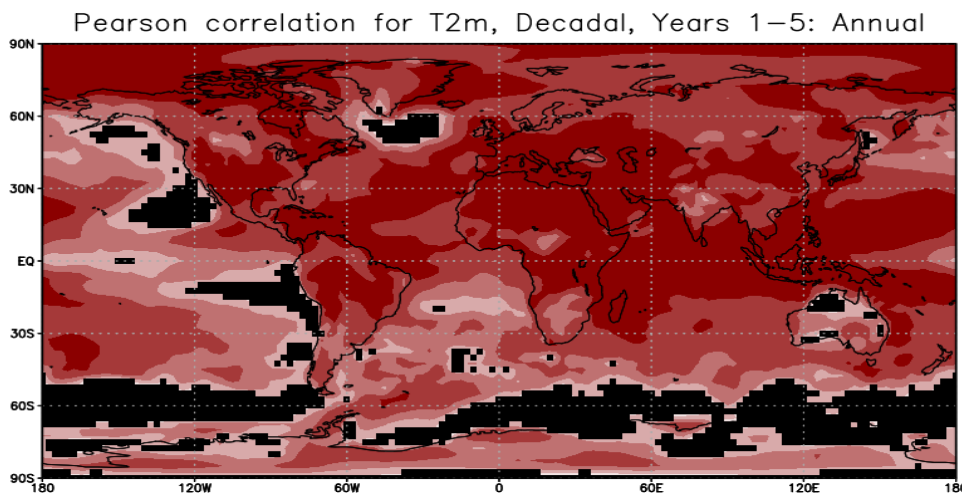 Pearson correlation for T2m, Decadal, Years 1–5: Annual
90N
60N
30N
EQ
30S
60S
90S
180 120W 60W 0 60E 120E 180